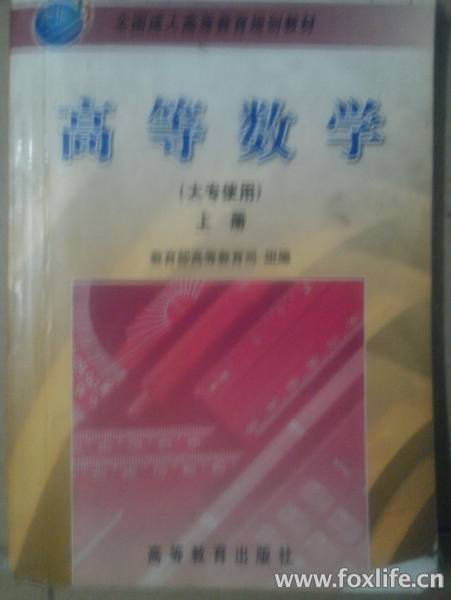 全国成人高等教育规划教材
高等数学
(大专使用)
上 册
教育部高等教育司 组编
高等教育出版社
www.foxlife.cn